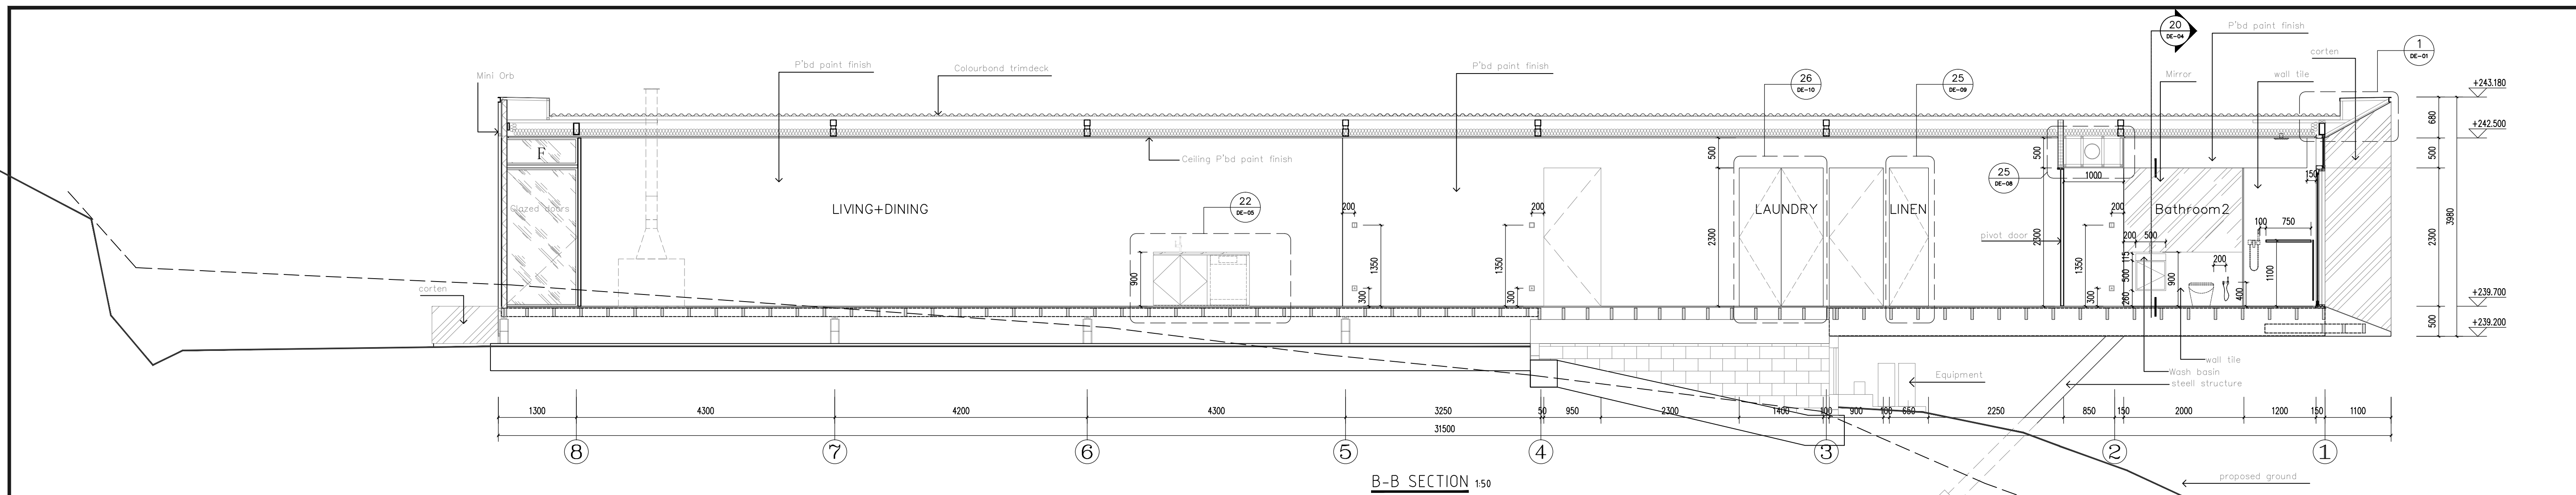 20
DE-04
P'bd paint finish
1
DE-01
corten
P'bd paint finish
Colourbond trimdeck
P'bd paint finish
Mini Orb
26
DE-10
25
DE-09
Mirror
wall tile
+243.180
680
+242.500
F
Ceiling P'bd paint finish
500
500
500
25
DE-08
1000
150
3980
Glazed doors
LIVING+DINING
22
DE-05
200
200
LAUNDRY
LINEN
200
Bathroom2
100
750
2300
2300
2300
pivot door
200
500
900
1350
1350
1350
115
500
260
900
200
1100
400
300
300
300
corten
+239.700
500
+239.200
wall tile
Wash basin
steell structure
Equipment
1300
4300
4200
4300
3250
50
950
2300
1400
100
900
100
650
2250
850
150
2000
1200
150
1100
31500
8
7
6
5
4
3
2
1
B-B SECTION 1:50
proposed ground